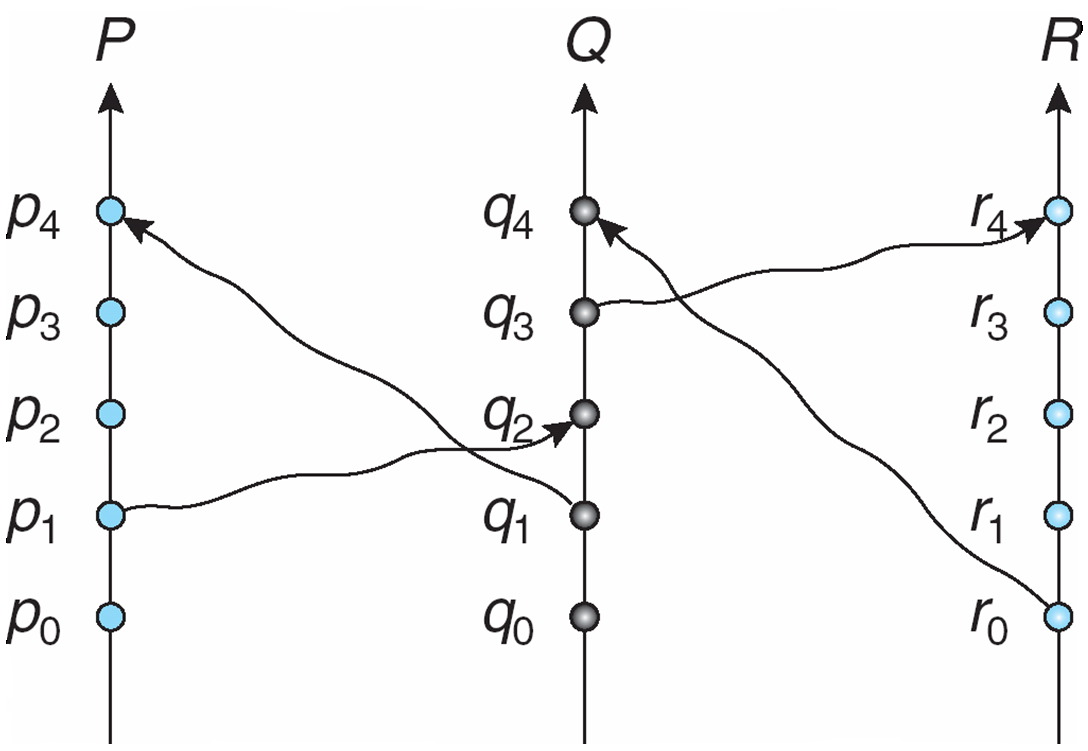 P Q R
p4 q4 r4
p3 q3 r3
p2 q2 r2
p1 q1 r1
p0 q0 r0